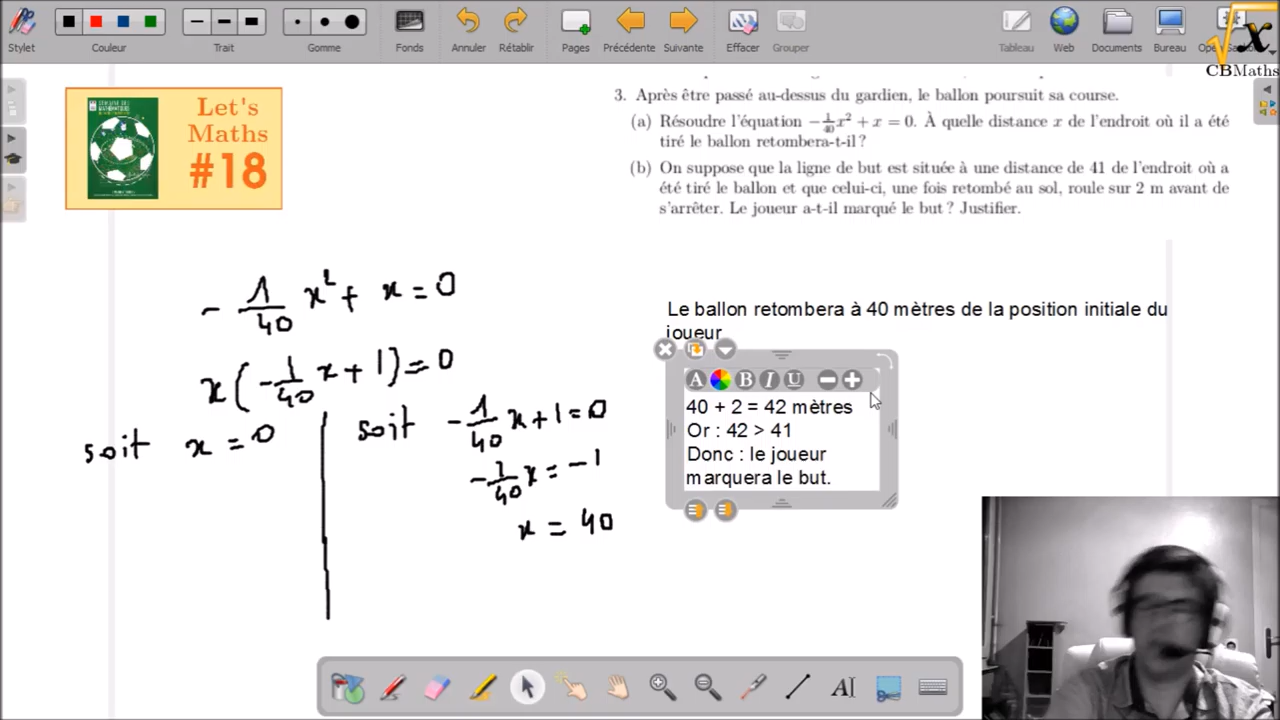 Stylet
Couleur
Trait
Gomme
Fonds
Annuler
Rétablir
Pages
Précédente
Suivante
Effacer
Grouper
Tableau
Web
Documents
Bureau
CBMaths
Let's
Maths
#18
3. Après être passé au-dessus du gardien, le ballon poursuit sa course.
(a) Résoudre l'équation −1/40x² + x = 0. À quelle distance x de l'endroit où il a été
tiré le ballon retombera-t-il ?
(b) On suppose que la ligne de but est située à une distance de 41 de l'endroit où a
été tiré le ballon et que celui-ci, une fois retombé au sol, roule sur 2 m avant de
s'arrêter. Le joueur a-t-il marqué le but ? Justifier.
- 1/40 x² + x = 0
x(-1/40 x + 1) = 0
soit x = 0
soit - 1/40 x + 1 = 0
- 1/40 x = -1
x = 40
Le ballon retombera à 40 mètres de la position initiale du
joueur
A B I U
40 + 2 = 42 mètres
Or : 42 > 41
Donc : le joueur
marquera le but.